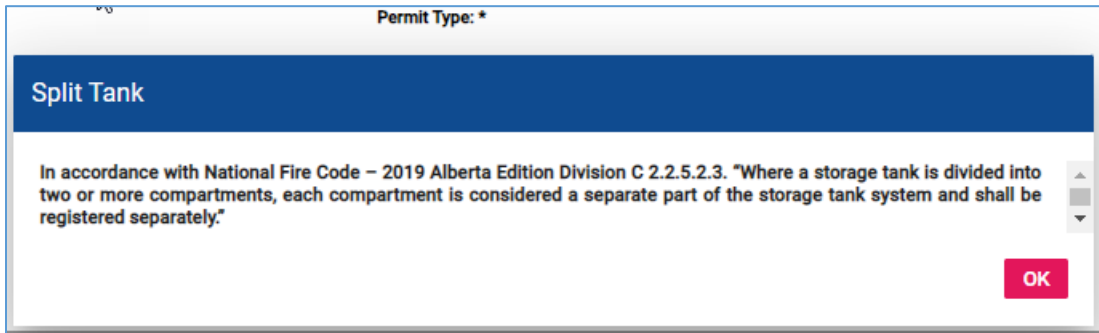 Permit Type: *
Split Tank
In accordance with National Fire Code – 2019 Alberta Edition Division C 2.2.5.2.3. “Where a storage tank is divided into
two or more compartments, each compartment is considered a separate part of the storage tank system and shall be
registered separately.”
OK